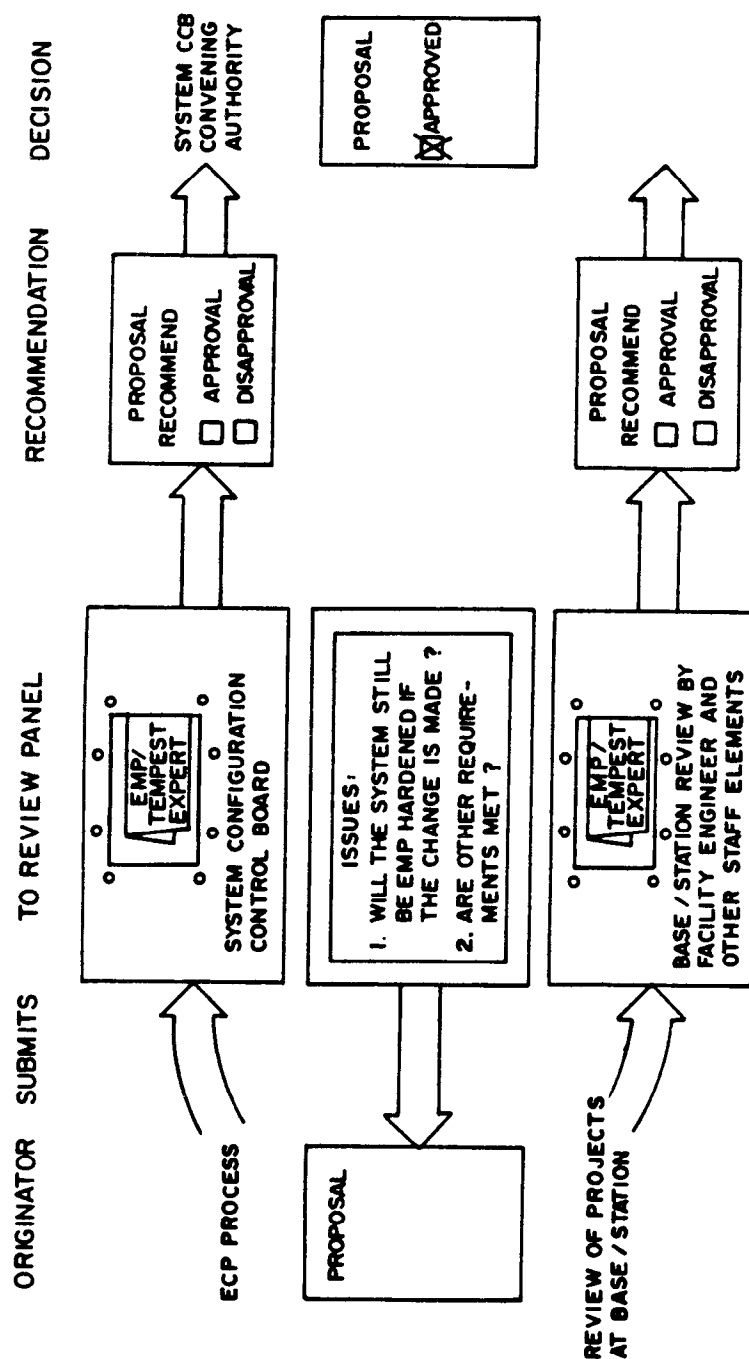 ORIGINATOR SUBMITS TO REVIEW PANEL RECOMMENDATION DECISION
ECP PROCESS
EMP/
TEMPEST
EXPERT
SYSTEM CONFIGURATION
CONTROL BOARD
PROPOSAL
RECOMMEND
APPROVAL
DISAPPROVAL
SYSTEM CCB
CONVENING
AUTHORITY
PROPOSAL
ISSUES:
1. WILL THE SYSTEM STILL
BE EMP HARDENED IF
THE CHANGE IS MADE ?
2. ARE OTHER REQUIRE-
MENTS MET ?
PROPOSAL
APPROVED
REVIEW OF PROJECTS
AT BASE/STATION
EMP/
TEMPEST
EXPERT
BASE/STATION REVIEW BY
FACILITY ENGINEER AND
OTHER STAFF ELEMENTS
PROPOSAL
RECOMMEND
APPROVAL
DISAPPROVAL